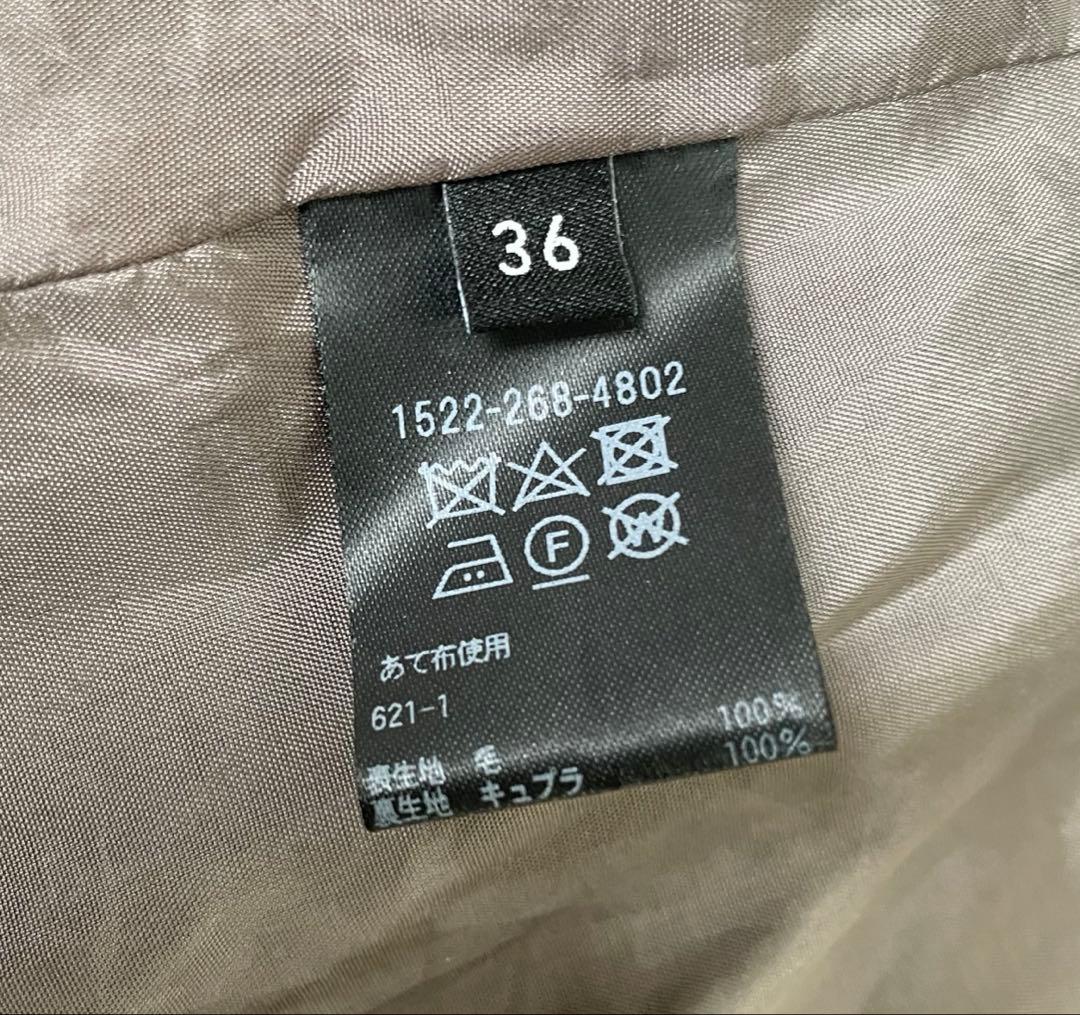 36
1522-268-4802
F
W
あて布使用
621-1
表生地 毛 100%
裏生地 キュプラ 100%